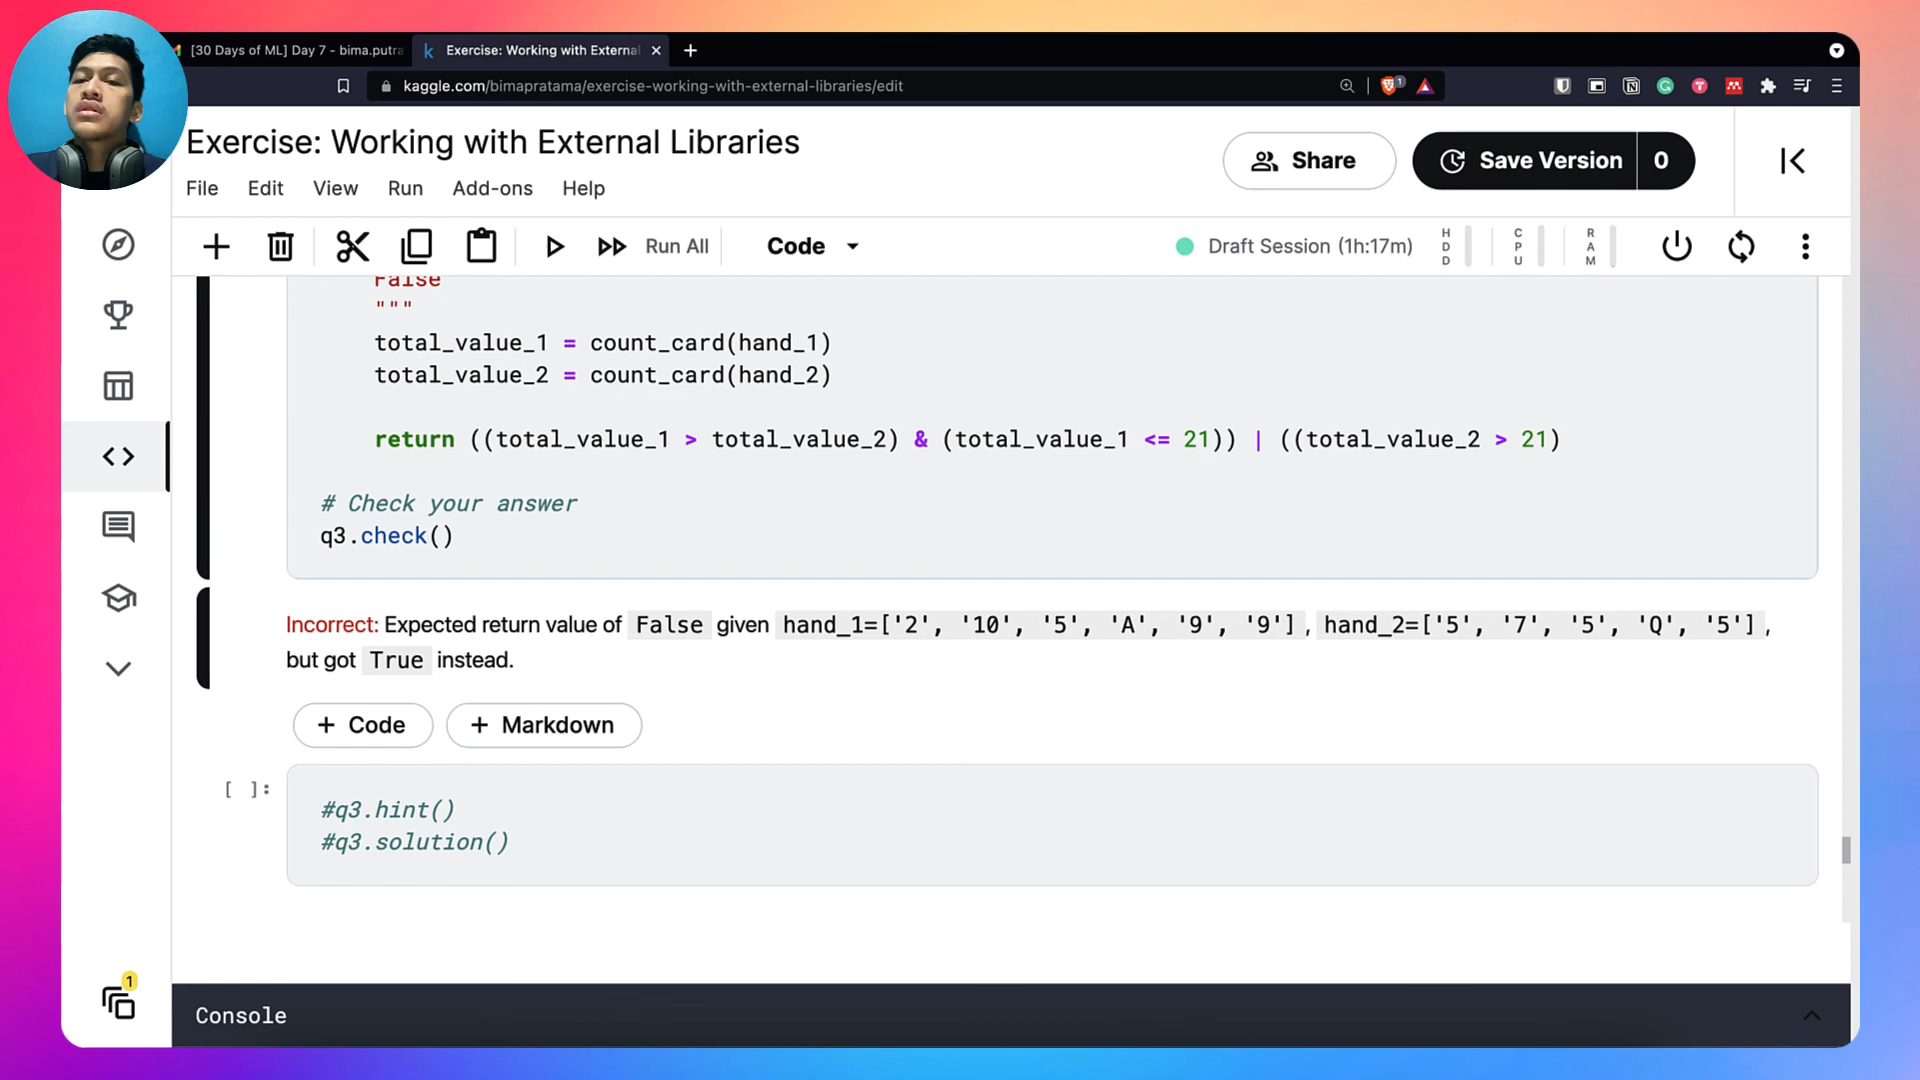 [30 Days of ML] Day 7 - bima.putra
Exercise: Working with External
kaggle.com/bimapratama/exercise-working-with-external-libraries/edit
1
Exercise: Working with External Libraries
Share
Save Version
0
File Edit View Run Add-ons Help
Run All
Code
Draft Session (1h:17m)
HDD
CPU
RAM
False
"""
total_value_1 = count_card(hand_1)
total_value_2 = count_card(hand_2)
return ((total_value_1 > total_value_2) & (total_value_1 <= 21)) | ((total_value_2 > 21)
# Check your answer
q3.check()
Incorrect: Expected return value of False given hand_1=['2', '10', '5', 'A', '9', '9'], hand_2=['5', '7', '5', 'Q', '5'],
but got True instead.
+ Code
+ Markdown
[ ]:
#q3.hint()
#q3.solution()
1
Console